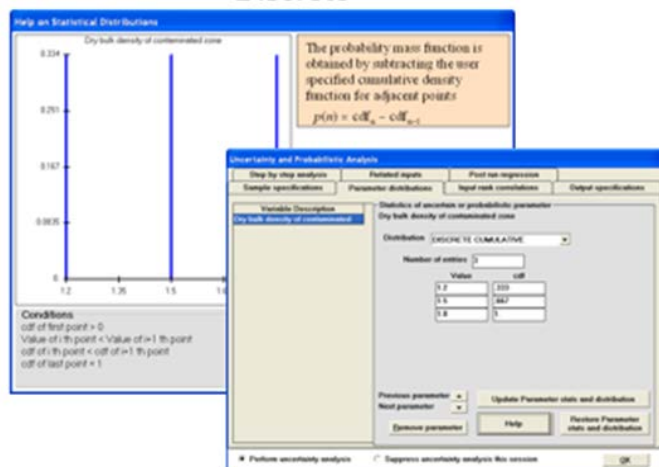 Help on Statistical Distributions
Dry bulk density of contaminated zone
0.334
0.251
0.167
0.0835
0
1.2
1.35
1.5
The probability mass function is
obtained by subtracting the user
specified cumulative density
function for adjacent points
p(n) = cdfₙ - cdfₙ₋₁
Conditions
cdf of first point > 0
Value of i th point < Value of i+1 th point
cdf of i th point < cdf of i+1 th point
cdf of last point = 1
Uncertainty and Probabilistic Analysis
Step by step analysis Related inputs Post run regression
Sample specifications Parameter distributions Input rank correlations Output specifications
Variable Description
Dry bulk density of contaminated
Statistics of uncertain or probabilistic parameter
Dry bulk density of contaminated zone
Distribution DISCRETE CUMULATIVE
Number of entries 3
Value cdf
1.2 .333
1.5 .667
1.8 1
Previous parameter
Next parameter
Update Parameter stats and distribution
Remove parameter
Help
Restore Parameter
stats and distribution
Perform uncertainty analysis Suppress uncertainty analysis this session
OK